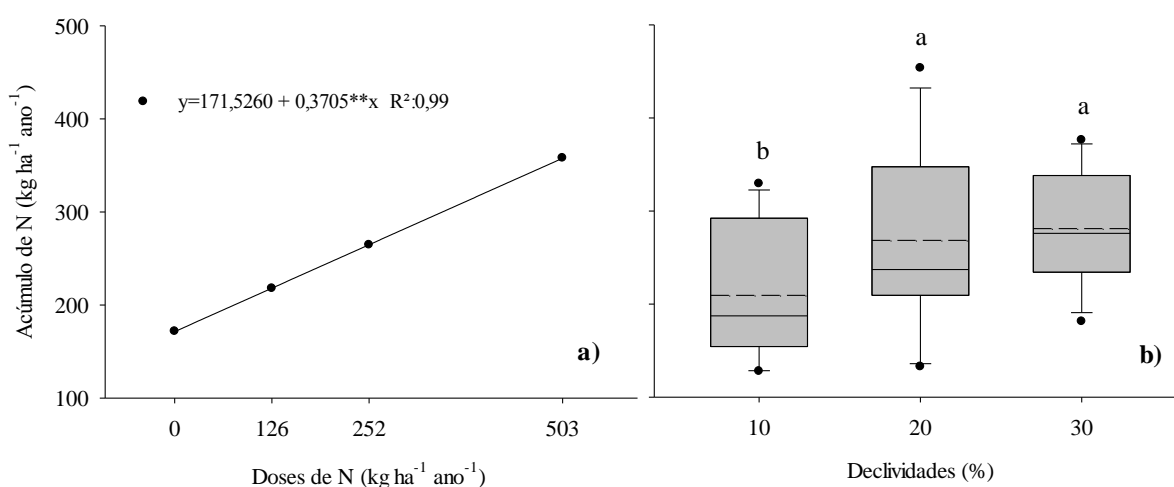 500
400
300
200
100
Acúmulo de N (kg ha⁻¹ ano⁻¹)
y=171,5260 + 0,3705**x R²:0,99
a)
0 126 252 503
Doses de N (kg ha⁻¹ ano⁻¹)
b a a
b)
10 20 30
Declividades (%)